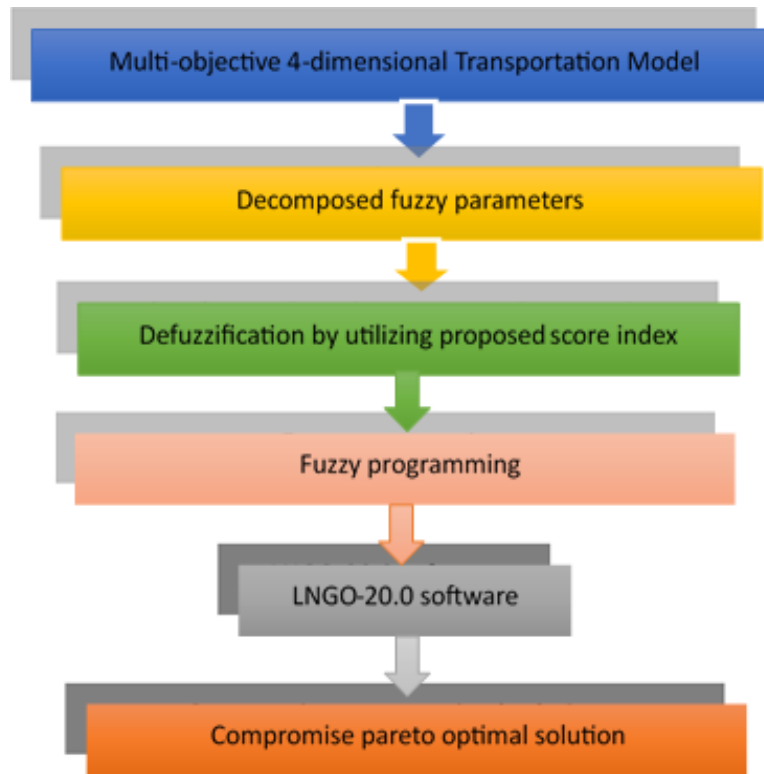 Multi-objective 4-dimensional Transportation Model
Decomposed fuzzy parameters
Defuzzification by utilizing proposed score index
Fuzzy programming
LNGO-20.0 software
Compromise pareto optimal solution